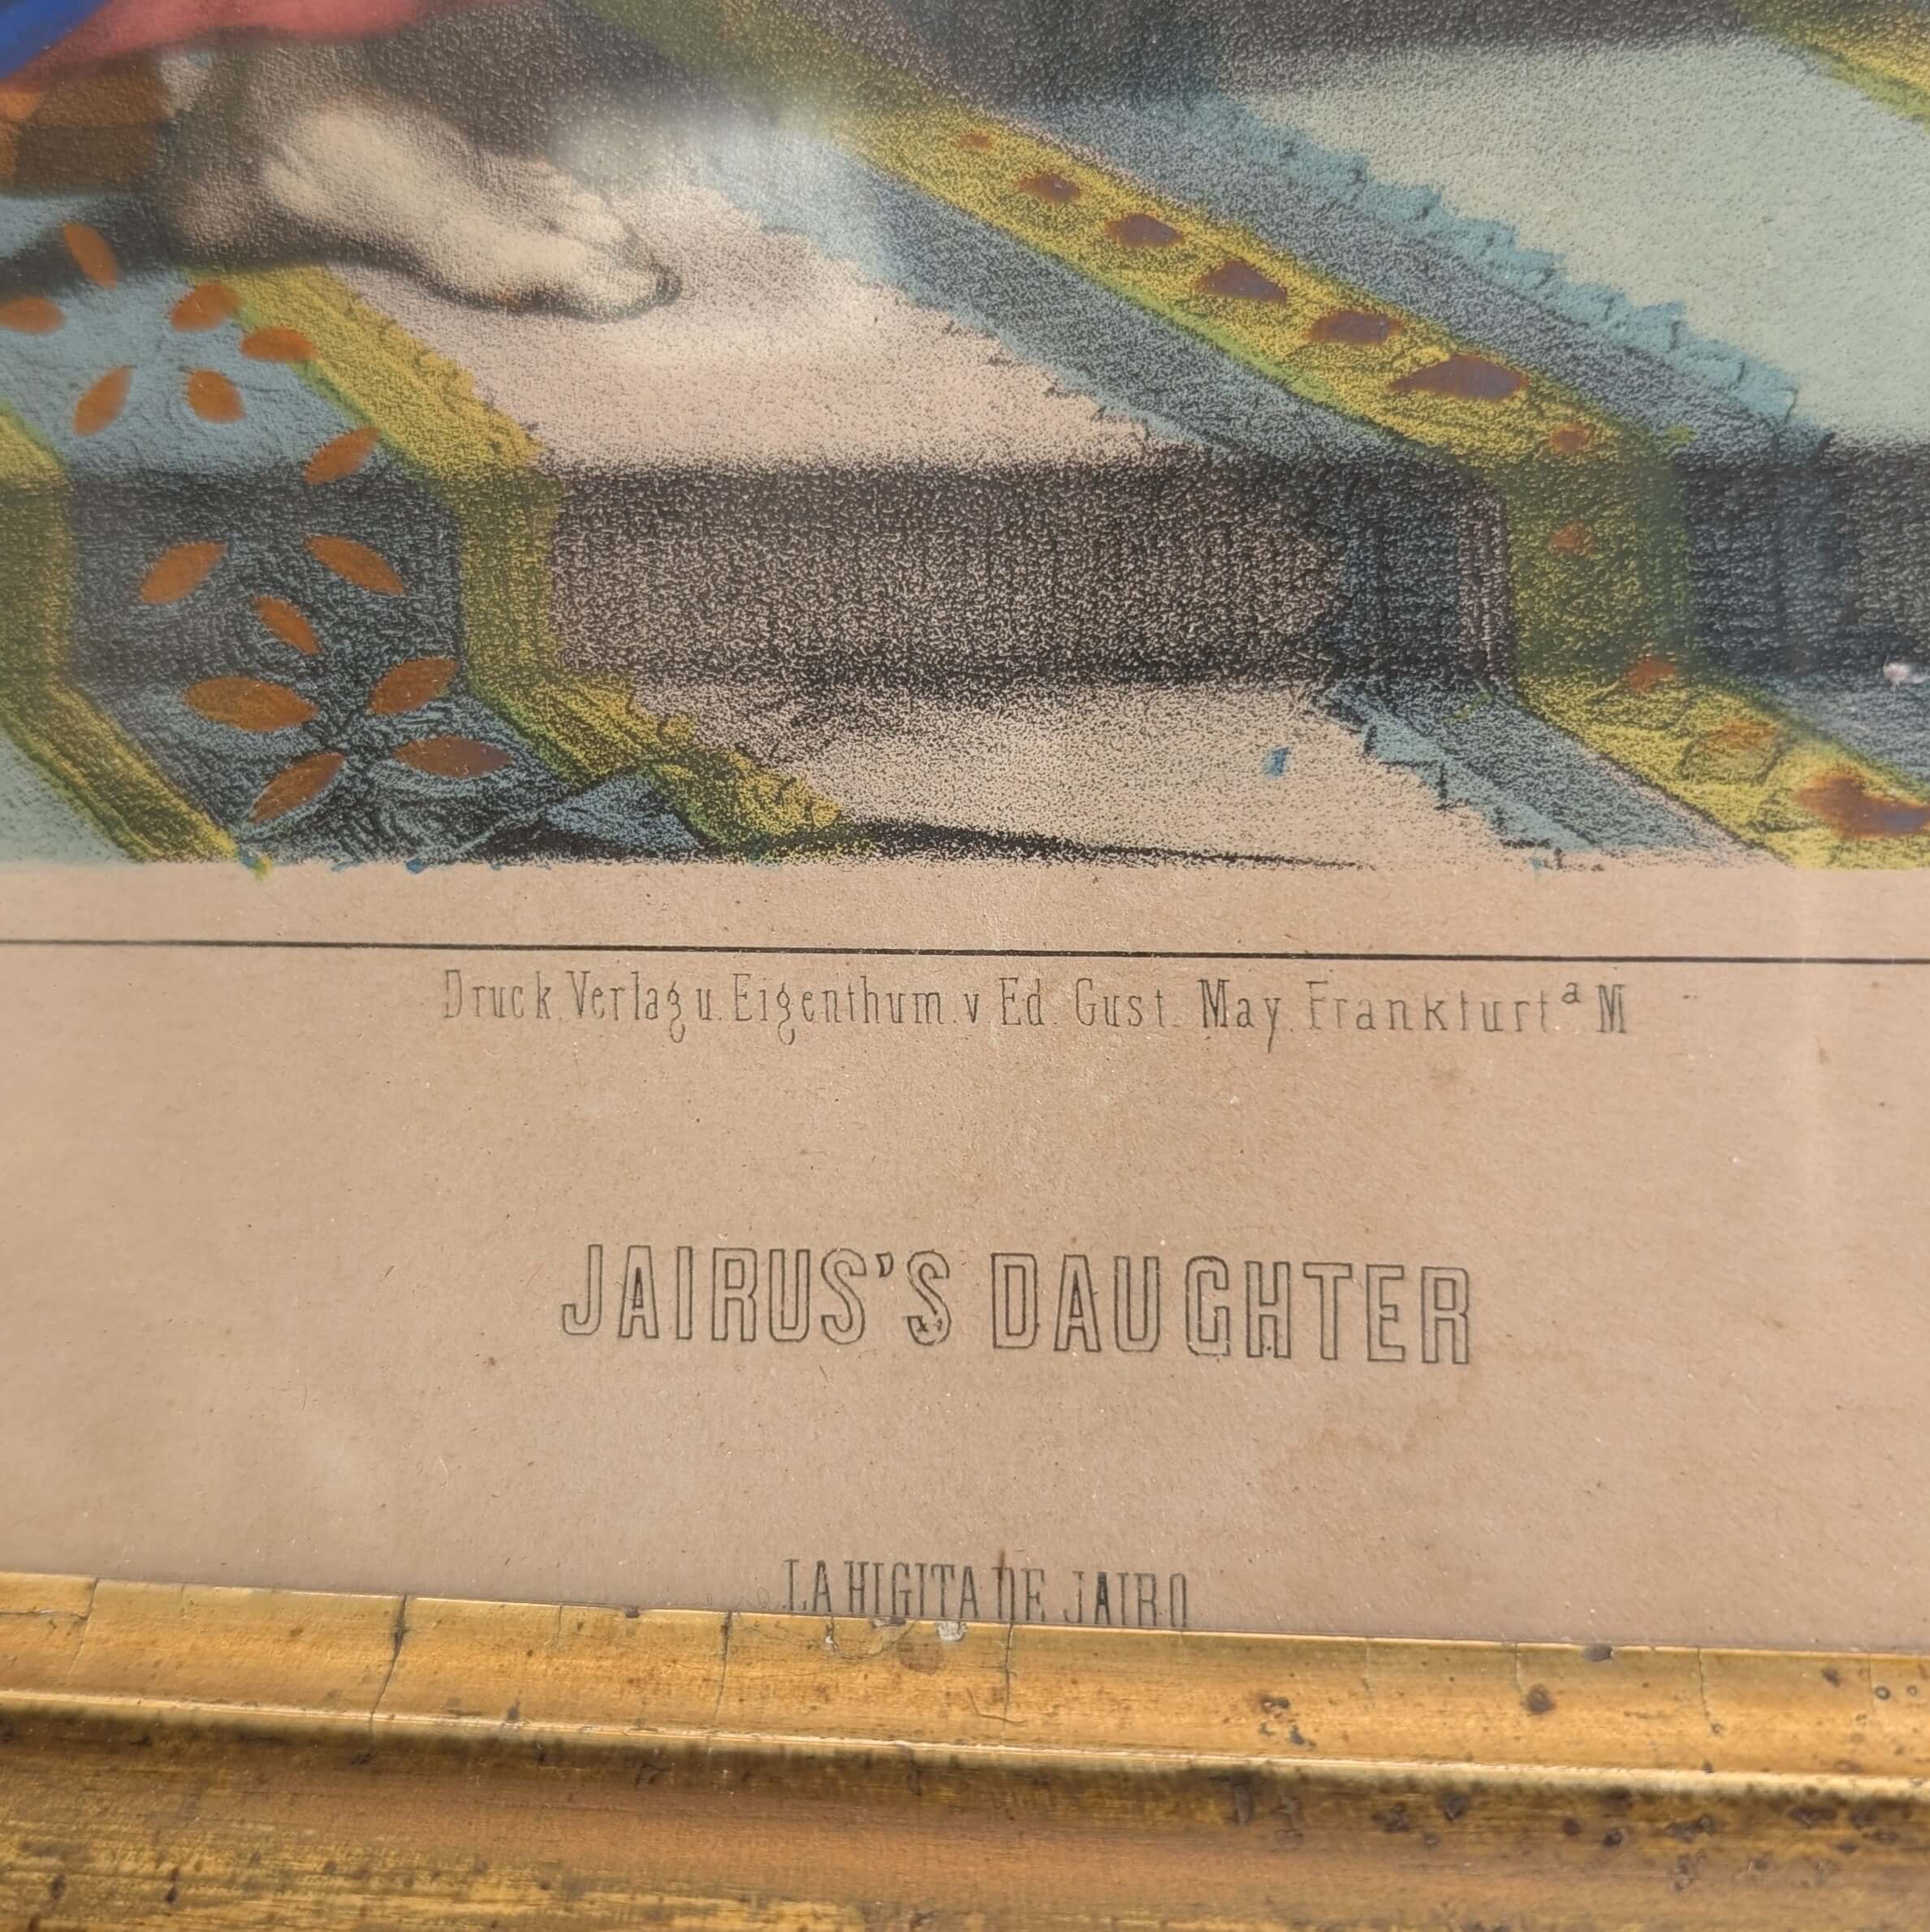 Druck. Verlag u. Eigenthum. v Ed. Gust. May. Frankfurt a M
JAIRUS'S DAUGHTER
LA HIGITA DE JAIRO